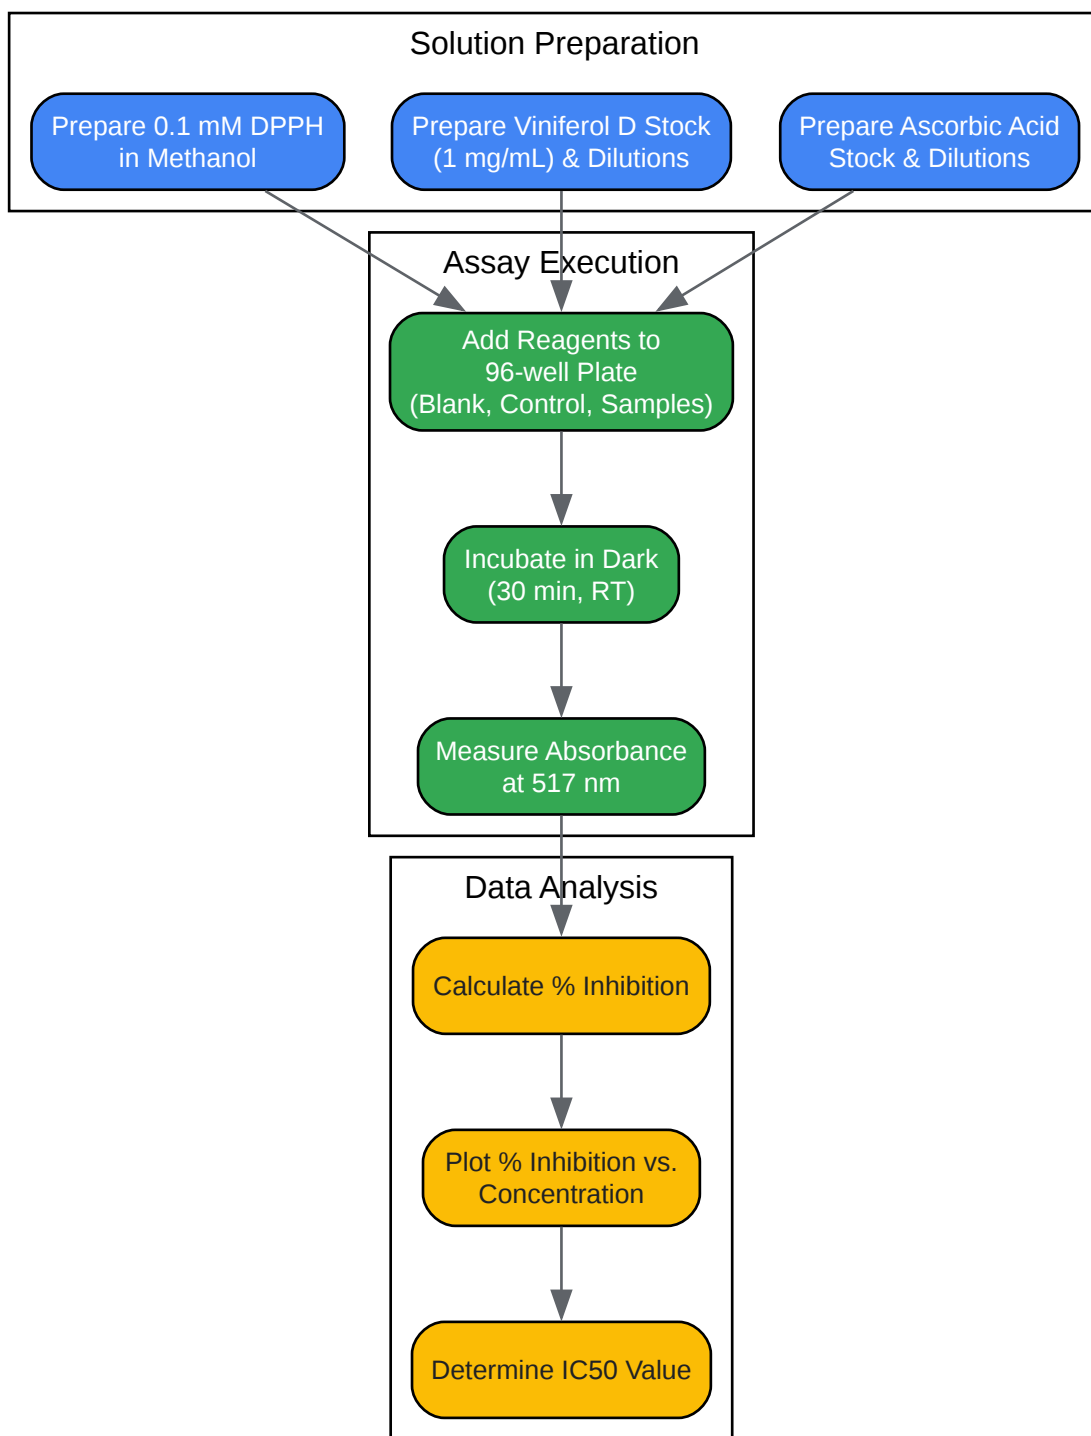 Solution Preparation
Prepare 0.1 mM DPPH
in Methanol
Prepare Viniferol D Stock
(1 mg/mL) & Dilutions
Prepare Ascorbic Acid
Stock & Dilutions
Assay Execution
Add Reagents to
96-well Plate
(Blank, Control, Samples)
Incubate in Dark
(30 min, RT)
Measure Absorbance
at 517 nm
Data Analysis
Calculate % Inhibition
Plot % Inhibition vs.
Concentration
Determine IC50 Value